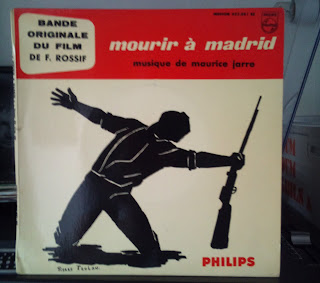 BANDE
ORIGINALE
DU FILM
DE F. ROSSIF
mourir à madrid
musique de maurice jarre
PHILIPS